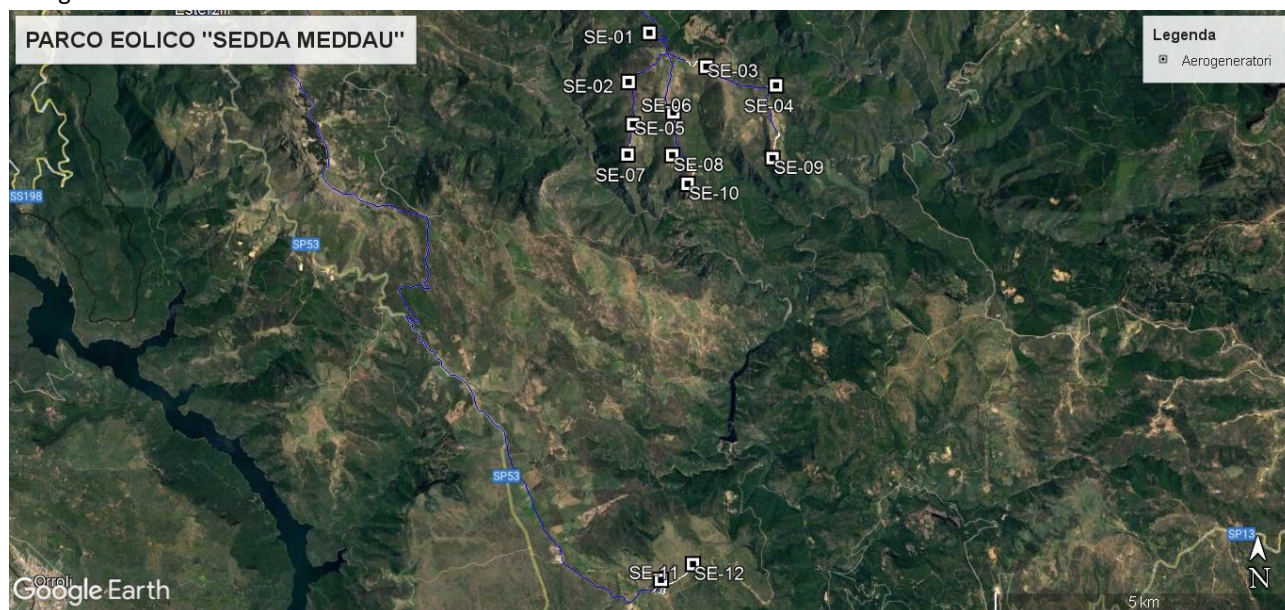 Esterzili
PARCO EOLICO "SEDDA MEDDAU"
Legenda
Aerogeneratori
SE-01
SE-03
SE-02
SE-04
SE-06
SE-05
SE-07
SE-08
SE-09
SE-10
SS198
SP53
SP53
SP13
SE-11
SE-12
Orroli
Google Earth
5 km
N